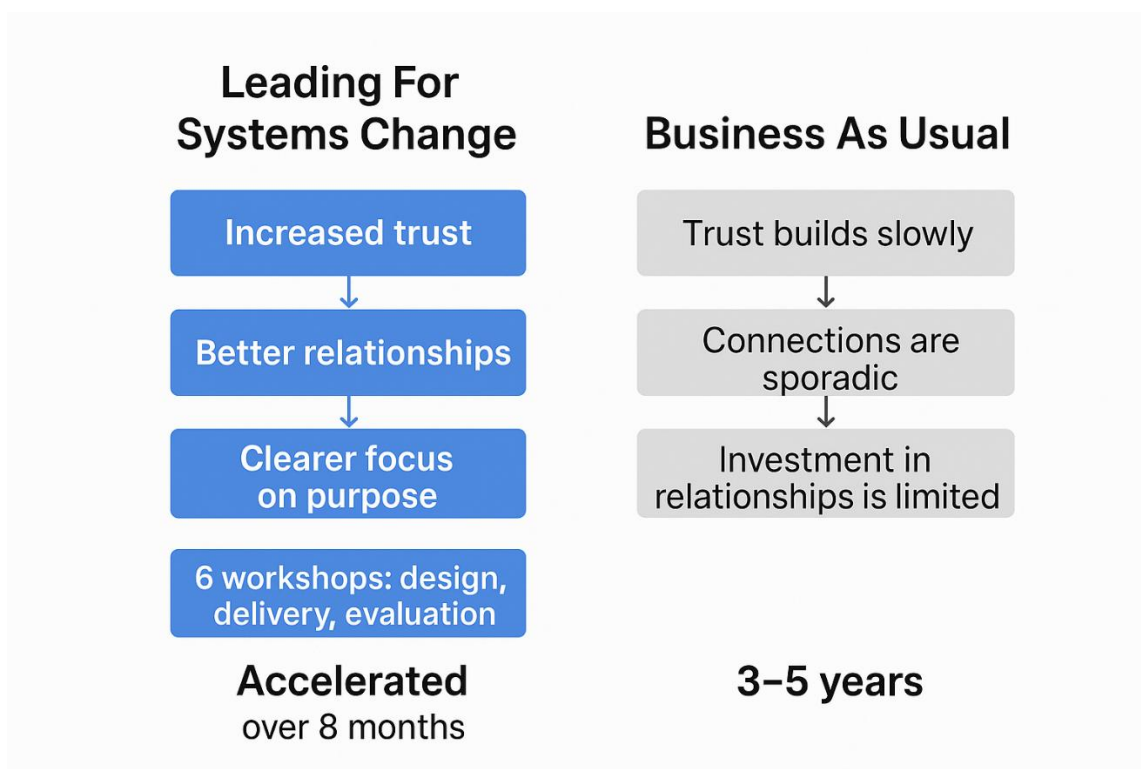 Leading For
Systems Change
Increased trust
Better relationships
Clearer focus
on purpose
6 workshops: design,
delivery, evaluation
Accelerated
over 8 months
Business As Usual
Trust builds slowly
Connections are
sporadic
Investment in
relationships is limited
3–5 years